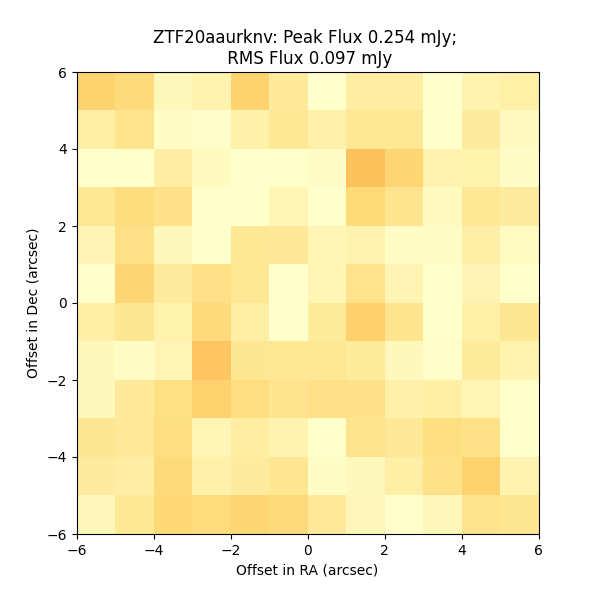 ZTF20aaurknv: Peak Flux 0.254 mJy;
RMS Flux 0.097 mJy
6
4
2
0
−2
−4
−6
Offset in Dec (arcsec)
−6 −4 −2 0 2 4 6
Offset in RA (arcsec)